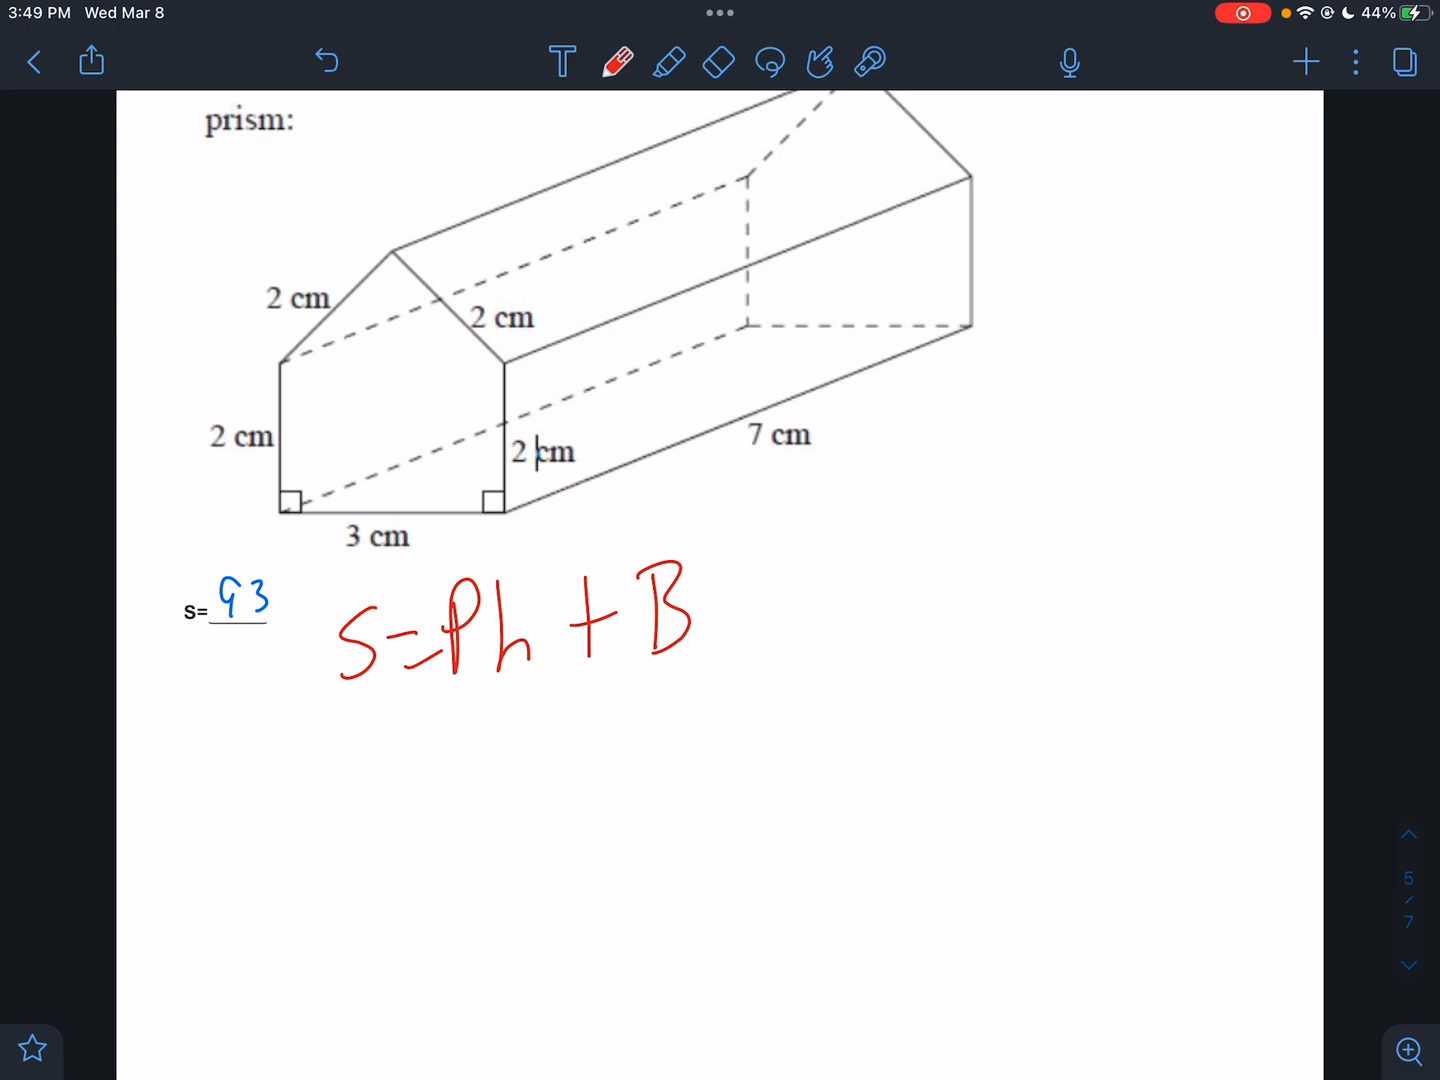 3:49 PM Wed Mar 8
44%
T
prism:
2 cm
2 cm
2 cm
2 cm
7 cm
3 cm
s= 93
S=Ph + B
5
/
7